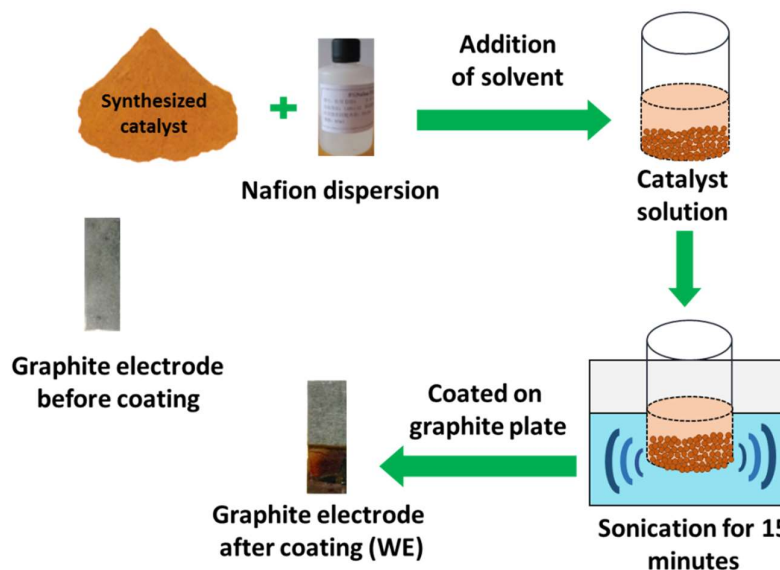 Synthesized
catalyst
+
Nafion dispersion
Addition
of solvent
Catalyst
solution
Graphite electrode
before coating
Coated on
graphite plate
Graphite electrode
after coating (WE)
Sonication for 15
minutes